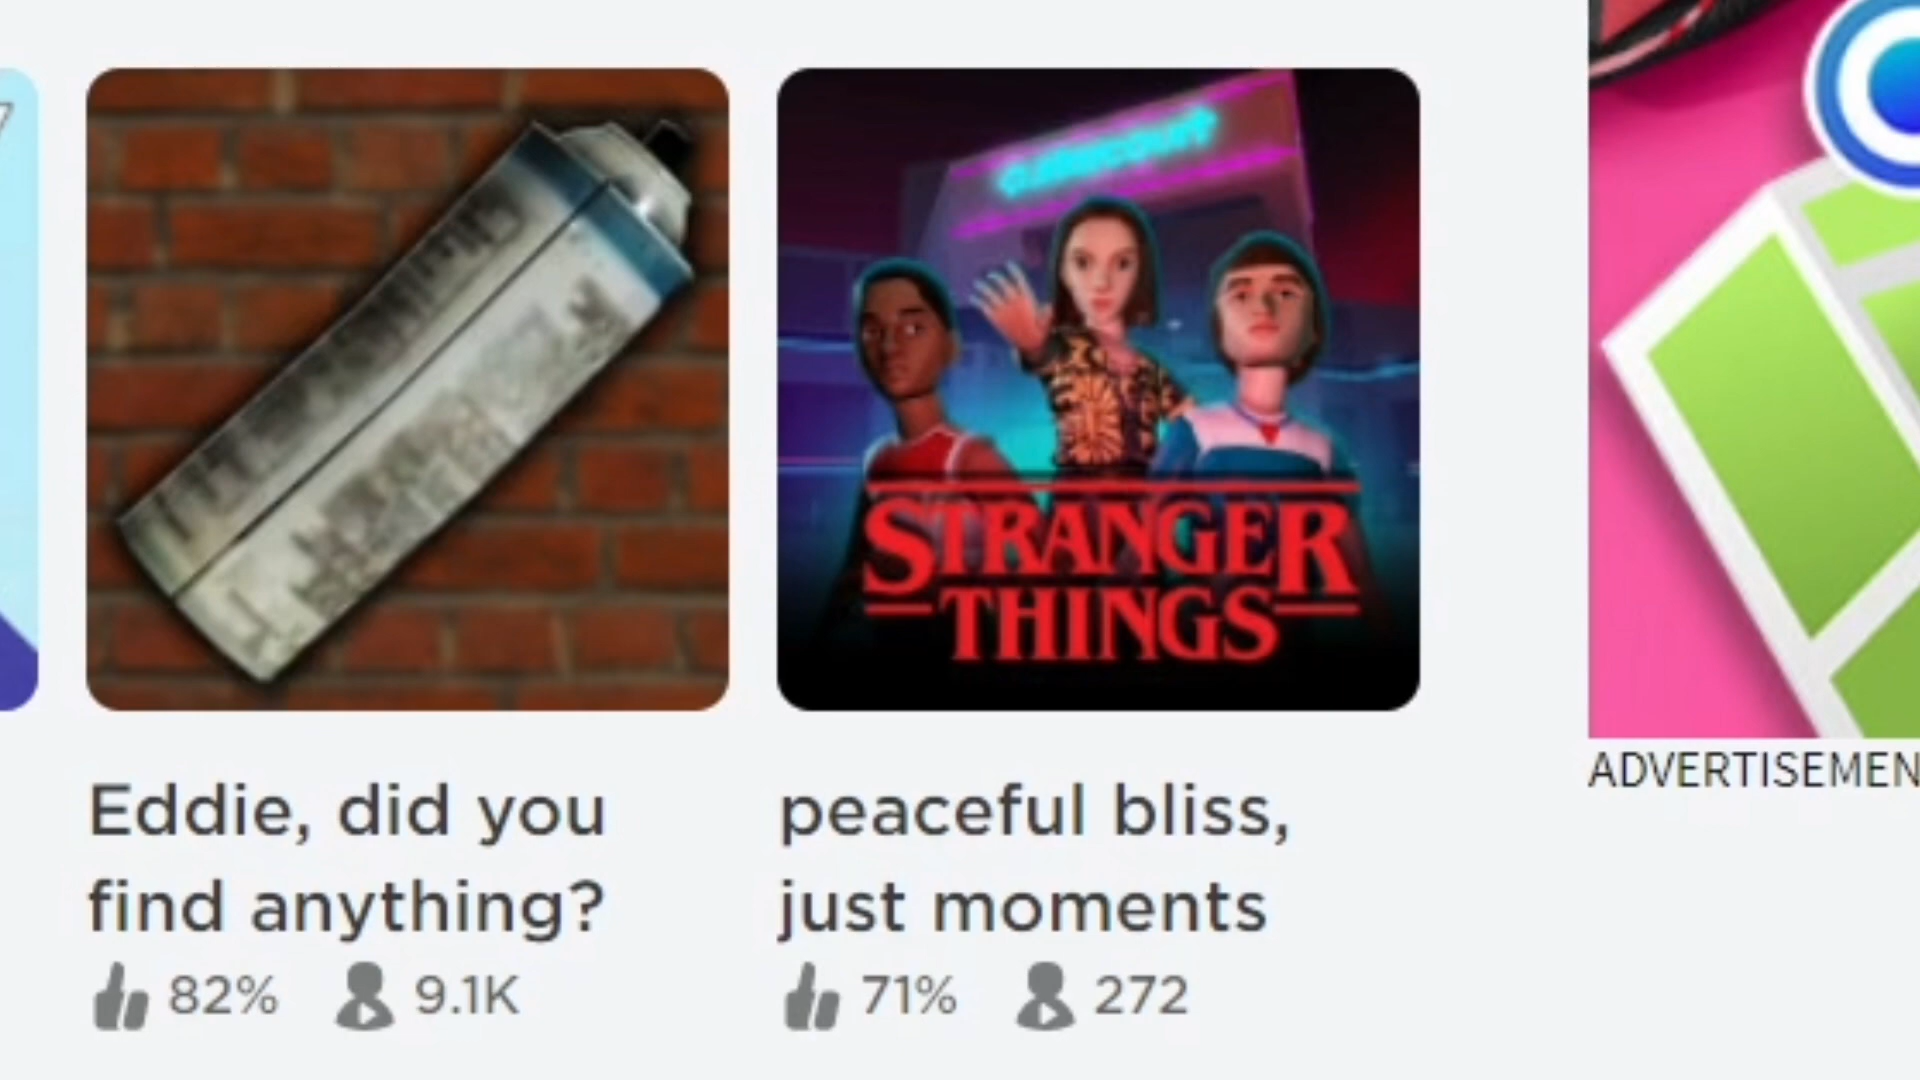 STRANGER
THINGS
Eddie, did you
find anything?
82% 9.1K
peaceful bliss,
just moments
71% 272
ADVERTISEMEN